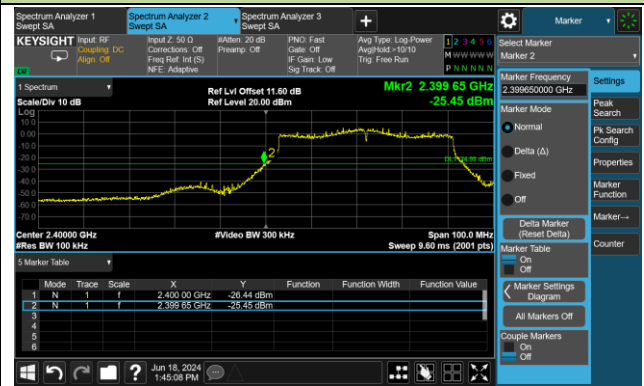 Spectrum Analyzer 1
Swept SA
Spectrum Analyzer 2
Swept SA
Spectrum Analyzer 3
Swept SA
Marker
KEYSIGHT
Input: RF
Coupling: DC
Align: Off
Input Z: 50 Ω
Corrections: Off
Freq Ref: Int (S)
NFE: Adaptive
#Atten: 20 dB
Preamp: Off
PNO: Fast
Gate: Off
IF Gain: Low
Sig Track: Off
Avg Type: Log-Power
Avg|Hold:>10/10
Trig: Free Run
1 2 3 4 5 6
M W W W W W
P N N N N N
Select Marker
Marker 2
1 Spectrum
Scale/Div 10 dB
Ref Lvl Offset 11.60 dB
Ref Level 20.00 dBm
Mkr2 2.399 65 GHz
-25.45 dBm
Log
10.0
0.00
-10.0
-20.0
-30.0
-40.0
-50.0
-60.0
-70.0
2
Center 2.40000 GHz
#Res BW 100 kHz
#Video BW 300 kHz
Span 100.0 MHz
Sweep 9.60 ms (2001 pts)
5 Marker Table
Mode Trace Scale X Y Function Function Width Function Value
1 N 1 f 2.400 00 GHz -26.44 dBm
2 N 1 f 2.399 65 GHz -25.45 dBm
3
4
5
6
Marker Frequency
2.399650000 GHz
Marker Mode
Normal
Delta (Δ)
Fixed
Off
Delta Marker
(Reset Delta)
Marker Table
On
Off
Marker Settings
Diagram
All Markers Off
Couple Markers
On
Off
Settings
Peak
Search
Pk Search
Config
Properties
Marker
Function
Marker→
Counter
?
Jun 18, 2024
1:45:08 PM